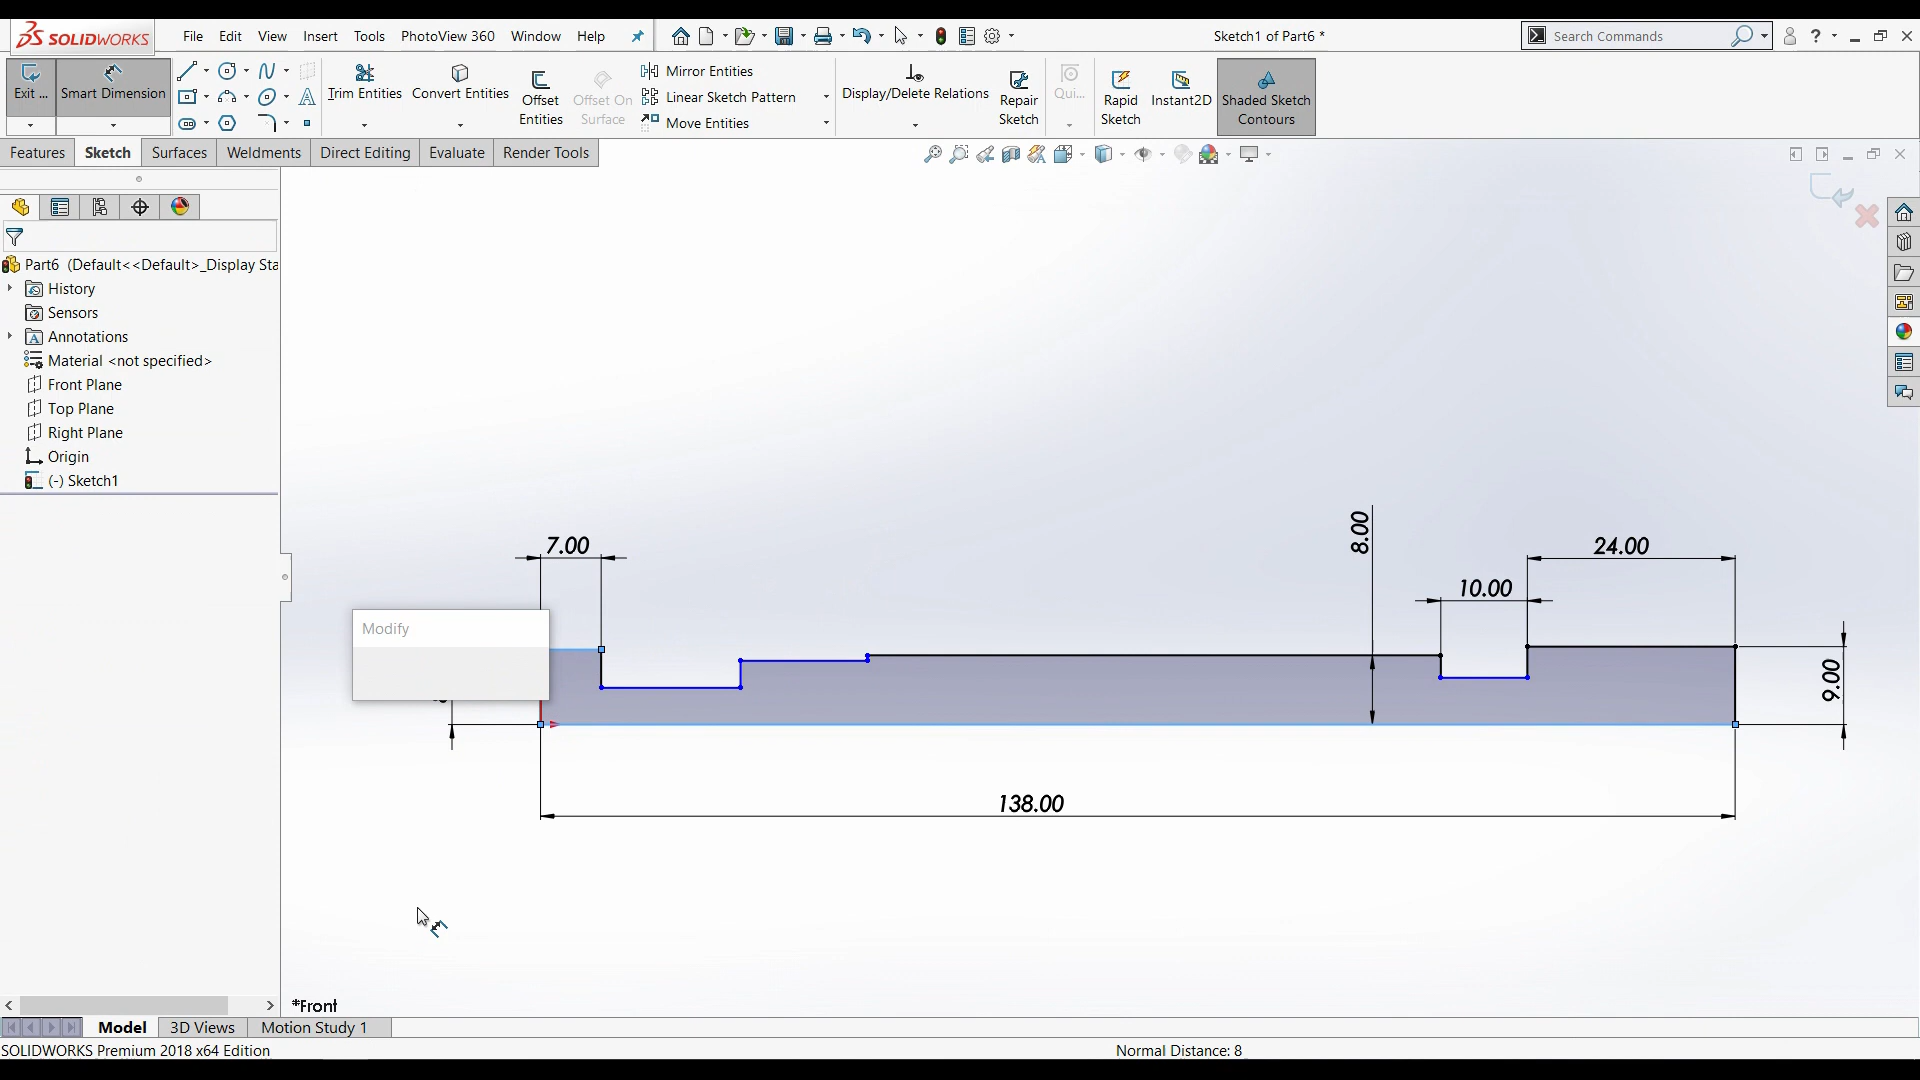 SOLIDWORKS
File Edit View Insert Tools PhotoView 360 Window Help
Sketch1 of Part6 *
Search Commands
Exit ...
Smart Dimension
Trim Entities
Convert Entities
Offset Entities
Offset On Surface
Mirror Entities
Linear Sketch Pattern
Move Entities
Display/Delete Relations
Repair Sketch
Qui...
Rapid Sketch
Instant2D
Shaded Sketch Contours
Features Sketch Surfaces Weldments Direct Editing Evaluate Render Tools
Part6 (Default<<Default>_Display Sta
History
Sensors
Annotations
Material <not specified>
Front Plane
Top Plane
Right Plane
Origin
(-) Sketch1
7.00
8.00
24.00
10.00
Modify
9.00
138.00
*Front
Model 3D Views Motion Study 1
SOLIDWORKS Premium 2018 x64 Edition
Normal Distance: 8